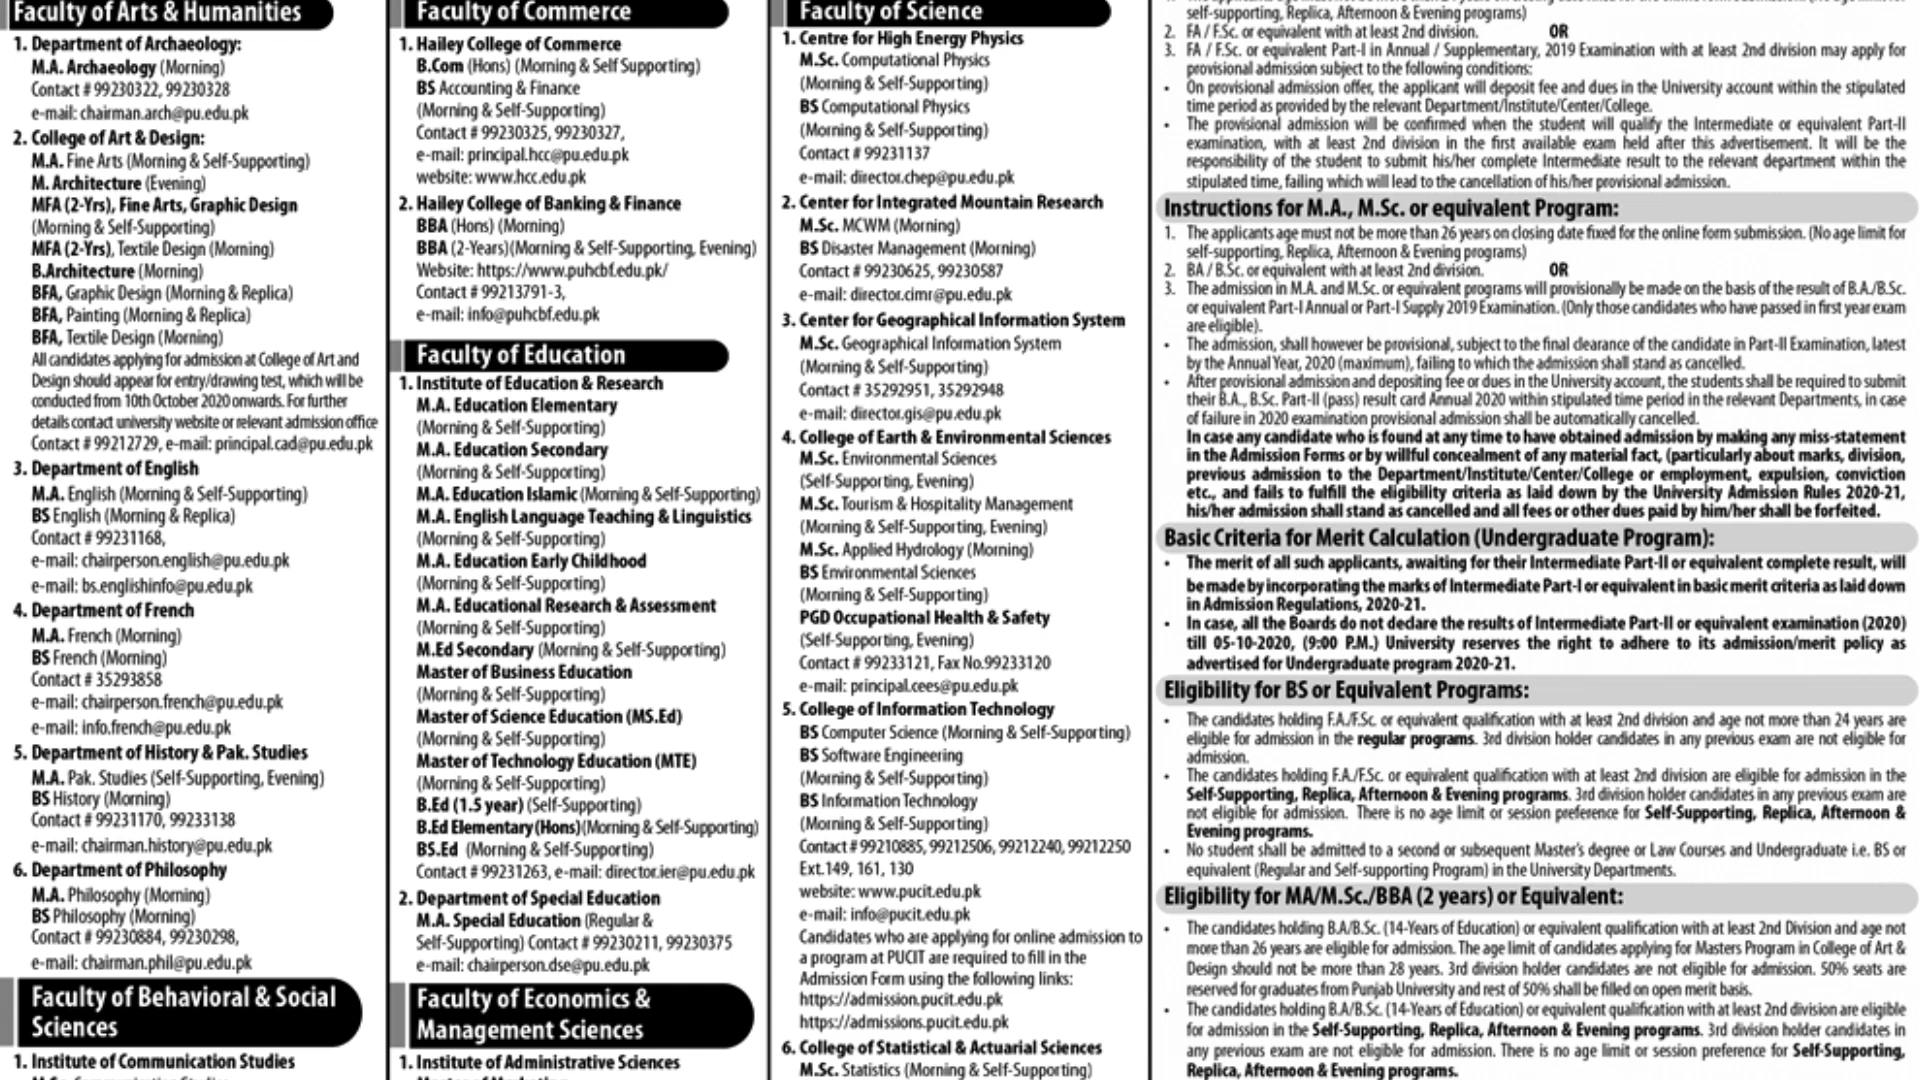 Faculty of Arts & Humanities
1. Department of Archaeology:
M.A. Archaeology (Morning)
Contact # 99230322, 99230328
e-mail: chairman.arch@pu.edu.pk
2. College of Art & Design:
M.A. Fine Arts (Morning & Self-Supporting)
M. Architecture (Evening)
MFA (2-Yrs), Fine Arts, Graphic Design
(Morning & Self-Supporting)
MFA (2-Yrs), Textile Design (Morning)
B.Architecture (Morning)
BFA, Graphic Design (Morning & Replica)
BFA, Painting (Morning & Replica)
BFA, Textile Design (Morning)
All candidates applying for admission at College of Art and
Design should appear for entry/drawing test, which will be
conducted from 10th October 2020 onwards. For further
details contact university website or relevant admission office
Contact # 99212729, e-mail: principal.cad@pu.edu.pk
3. Department of English
M.A. English (Morning & Self-Supporting)
BS English (Morning & Replica)
Contact # 99231168,
e-mail: chairperson.english@pu.edu.pk
e-mail: bs.englishinfo@pu.edu.pk
4. Department of French
M.A. French (Morning)
BS French (Morning)
Contact # 35293858
e-mail: chairperson.french@pu.edu.pk
e-mail: info.french@pu.edu.pk
5. Department of History & Pak. Studies
M.A. Pak. Studies (Self-Supporting, Evening)
BS History (Morning)
Contact # 99231170, 99233138
e-mail: chairman.history@pu.edu.pk
6. Department of Philosophy
M.A. Philosophy (Morning)
BS Philosophy (Morning)
Contact # 99230884, 99230298,
e-mail: chairman.phil@pu.edu.pk
Faculty of Behavioral & Social
Sciences
1. Institute of Communication Studies
Faculty of Commerce
1. Hailey College of Commerce
B.Com (Hons) (Morning & Self Supporting)
BS Accounting & Finance
(Morning & Self-Supporting)
Contact # 99230325, 99230327,
e-mail: principal.hcc@pu.edu.pk
website: www.hcc.edu.pk
2. Hailey College of Banking & Finance
BBA (Hons) (Morning)
BBA (2-Years)(Morning & Self-Supporting, Evening)
Website: https://www.puhcbf.edu.pk/
Contact # 99213791-3,
e-mail: info@puhcbf.edu.pk
Faculty of Education
1. Institute of Education & Research
M.A. Education Elementary
(Morning & Self-Supporting)
M.A. Education Secondary
(Morning & Self-Supporting)
M.A. Education Islamic (Morning & Self-Supporting)
M.A. English Language Teaching & Linguistics
(Morning & Self-Supporting)
M.A. Education Early Childhood
(Morning & Self-Supporting)
M.A. Educational Research & Assessment
(Morning & Self-Supporting)
M.Ed Secondary (Morning & Self-Supporting)
Master of Business Education
(Morning & Self-Supporting)
Master of Science Education (MS.Ed)
(Morning & Self-Supporting)
Master of Technology Education (MTE)
(Morning & Self-Supporting)
B.Ed (1.5 year) (Self-Supporting)
B.Ed Elementary (Hons)(Morning & Self-Supporting)
BS.Ed (Morning & Self-Supporting)
Contact # 99231263, e-mail: director.ier@pu.edu.pk
2. Department of Special Education
M.A. Special Education (Regular &
Self-Supporting) Contact # 99230211, 99230375
e-mail: chairperson.dse@pu.edu.pk
Faculty of Economics &
Management Sciences
1. Institute of Administrative Sciences
Faculty of Science
1. Centre for High Energy Physics
M.Sc. Computational Physics
(Morning & Self-Supporting)
BS Computational Physics
(Morning & Self-Supporting)
Contact # 99231137
e-mail: director.chep@pu.edu.pk
2. Center for Integrated Mountain Research
M.Sc. MCWM (Morning)
BS Disaster Management (Morning)
Contact # 99230625, 99230587
e-mail: director.cimr@pu.edu.pk
3. Center for Geographical Information System
M.Sc. Geographical Information System
(Morning & Self-Supporting)
Contact # 35292951, 35292948
e-mail: director.gis@pu.edu.pk
4. College of Earth & Environmental Sciences
M.Sc. Environmental Sciences
(Self-Supporting, Evening)
M.Sc. Tourism & Hospitality Management
(Morning & Self-Supporting, Evening)
M.Sc. Applied Hydrology (Morning)
BS Environmental Sciences
(Morning & Self-Supporting)
PGD Occupational Health & Safety
(Self-Supporting, Evening)
Contact # 99233121, Fax No.99233120
e-mail: principal.cees@pu.edu.pk
5. College of Information Technology
BS Computer Science (Morning & Self-Supporting)
BS Software Engineering
(Morning & Self-Supporting)
BS Information Technology
(Morning & Self-Supporting)
Contact # 99210885, 99212506, 99212240, 99212250
Ext.149, 161, 130
website: www.pucit.edu.pk
e-mail: info@pucit.edu.pk
Candidates who are applying for online admission to
a program at PUCIT are required to fill in the
Admission Form using the following links:
https://admission.pucit.edu.pk
https://admissions.pucit.edu.pk
6. College of Statistical & Actuarial Sciences
M.Sc. Statistics (Morning & Self-Supporting)
self-supporting, Replica, Afternoon & Evening programs)
2. FA / F.Sc. or equivalent with at least 2nd division. OR
3. FA / F.Sc. or equivalent Part-I in Annual / Supplementary, 2019 Examination with at least 2nd division may apply for
provisional admission subject to the following conditions:
• On provisional admission offer, the applicant will deposit fee and dues in the University account within the stipulated
time period as provided by the relevant Department/Institute/Center/College.
• The provisional admission will be confirmed when the student will qualify the Intermediate or equivalent Part-II
examination, with at least 2nd division in the first available exam held after this advertisement. It will be the
responsibility of the student to submit his/her complete Intermediate result to the relevant department within the
stipulated time, failing which will lead to the cancellation of his/her provisional admission.
Instructions for M.A., M.Sc. or equivalent Program:
1. The applicants age must not be more than 26 years on closing date fixed for the online form submission. (No age limit for
self-supporting, Replica, Afternoon & Evening programs)
2. BA / B.Sc. or equivalent with at least 2nd division. OR
3. The admission in M.A. and M.Sc. or equivalent programs will provisionally be made on the basis of the result of B.A./B.Sc.
or equivalent Part-I Annual or Part-I Supply 2019 Examination. (Only those candidates who have passed in first year exam
are eligible).
• The admission, shall however be provisional, subject to the final clearance of the candidate in Part-II Examination, latest
by the Annual Year, 2020 (maximum), failing to which the admission shall stand as cancelled.
• After provisional admission and depositing fee or dues in the University account, the students shall be required to submit
their B.A., B.Sc. Part-II (pass) result card Annual 2020 within stipulated time period in the relevant Departments, in case
of failure in 2020 examination provisional admission shall be automatically cancelled.
In case any candidate who is found at any time to have obtained admission by making any miss-statement
in the Admission Forms or by willful concealment of any material fact, (particularly about marks, division,
previous admission to the Department/Institute/Center/College or employment, expulsion, conviction
etc., and fails to fulfill the eligibility criteria as laid down by the University Admission Rules 2020-21,
his/her admission shall stand as cancelled and all fees or other dues paid by him/her shall be forfeited.
Basic Criteria for Merit Calculation (Undergraduate Program):
• The merit of all such applicants, awaiting for their Intermediate Part-II or equivalent complete result, will
be made by incorporating the marks of Intermediate Part-I or equivalent in basic merit criteria as laid down
in Admission Regulations, 2020-21.
• In case, all the Boards do not declare the results of Intermediate Part-II or equivalent examination (2020)
till 05-10-2020, (9:00 P.M.) University reserves the right to adhere to its admission/merit policy as
advertised for Undergraduate program 2020-21.
Eligibility for BS or Equivalent Programs:
• The candidates holding F.A./F.Sc. or equivalent qualification with at least 2nd division and age not more than 24 years are
eligible for admission in the regular programs. 3rd division holder candidates in any previous exam are not eligible for
admission.
• The candidates holding F.A./F.Sc. or equivalent qualification with at least 2nd division are eligible for admission in the
Self-Supporting, Replica, Afternoon & Evening programs. 3rd division holder candidates in any previous exam are
not eligible for admission. There is no age limit or session preference for Self-Supporting, Replica, Afternoon &
Evening programs.
• No student shall be admitted to a second or subsequent Master's degree or Law Courses and Undergraduate i.e. BS or
equivalent (Regular and Self-supporting Program) in the University Departments.
Eligibility for MA/M.Sc./BBA (2 years) or Equivalent:
• The candidates holding B.A/B.Sc. (14-Years of Education) or equivalent qualification with at least 2nd Division and age not
more than 26 years are eligible for admission. The age limit of candidates applying for Masters Program in College of Art &
Design should not be more than 28 years. 3rd division holder candidates are not eligible for admission. 50% seats are
reserved for graduates from Punjab University and rest of 50% shall be filled on open merit basis.
• The candidates holding B.A/B.Sc. (14-Years of Education) or equivalent qualification with at least 2nd division are eligible
for admission in the Self-Supporting, Replica, Afternoon & Evening programs. 3rd division holder candidates in
any previous exam are not eligible for admission. There is no age limit or session preference for Self-Supporting,
Replica, Afternoon & Evening programs.